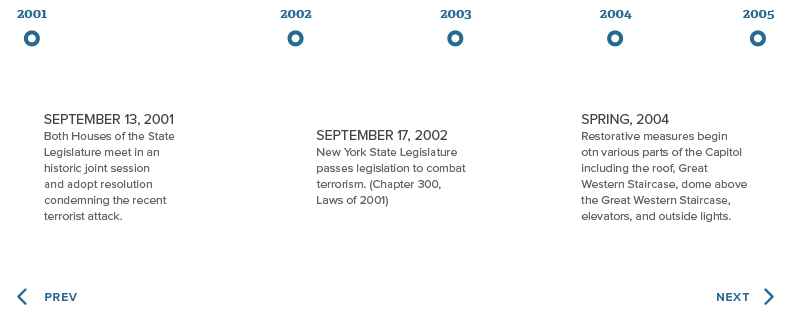 2001 2002 2003 2004 2005
SEPTEMBER 13, 2001
Both Houses of the State
Legislature meet in an
historic joint session
and adopt resolution
condemning the recent
terrorist attack.
SEPTEMBER 17, 2002
New York State Legislature
passes legislation to combat
terrorism. (Chapter 300,
Laws of 2001)
SPRING, 2004
Restorative measures begin
otn various parts of the Capitol
including the roof, Great
Western Staircase, dome above
the Great Western Staircase,
elevators, and outside lights.
PREV
NEXT